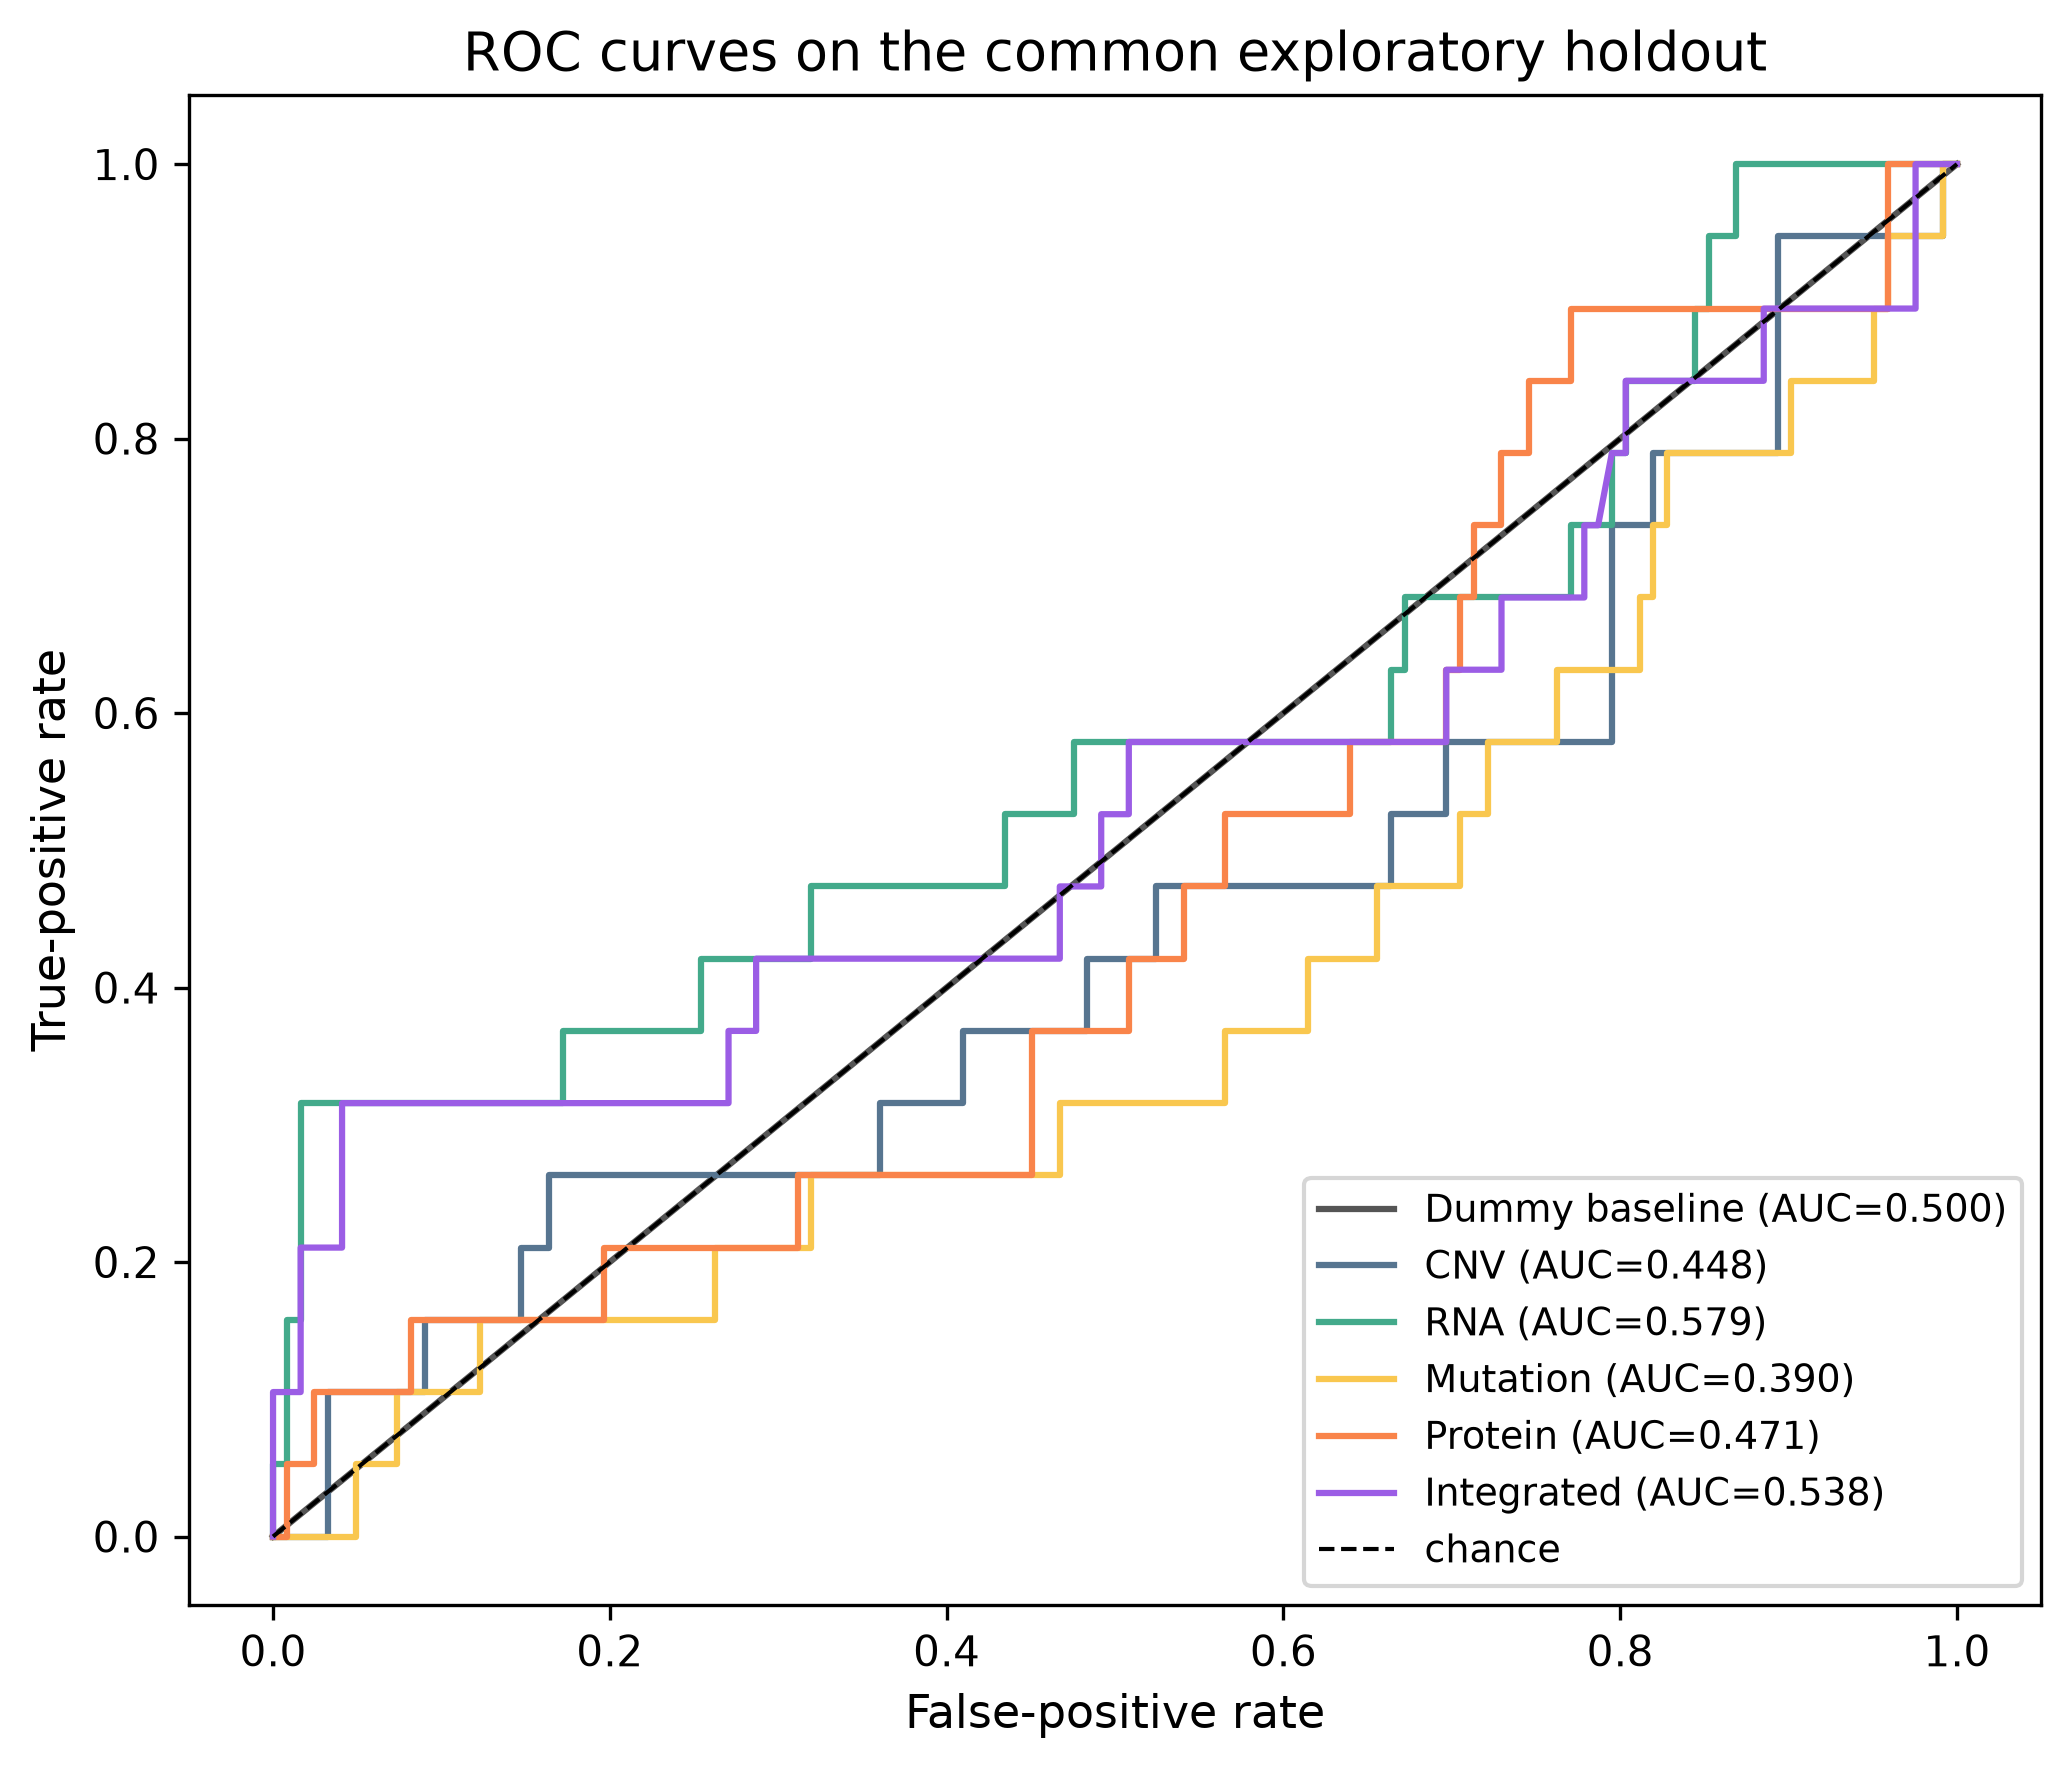 ROC curves on the common exploratory holdout
True-positive rate
1.0
0.8
0.6
0.4
0.2
0.0
Dummy baseline (AUC=0.500)
CNV (AUC=0.448)
RNA (AUC=0.579)
Mutation (AUC=0.390)
Protein (AUC=0.471)
Integrated (AUC=0.538)
chance
0.0 0.2 0.4 0.6 0.8 1.0
False-positive rate